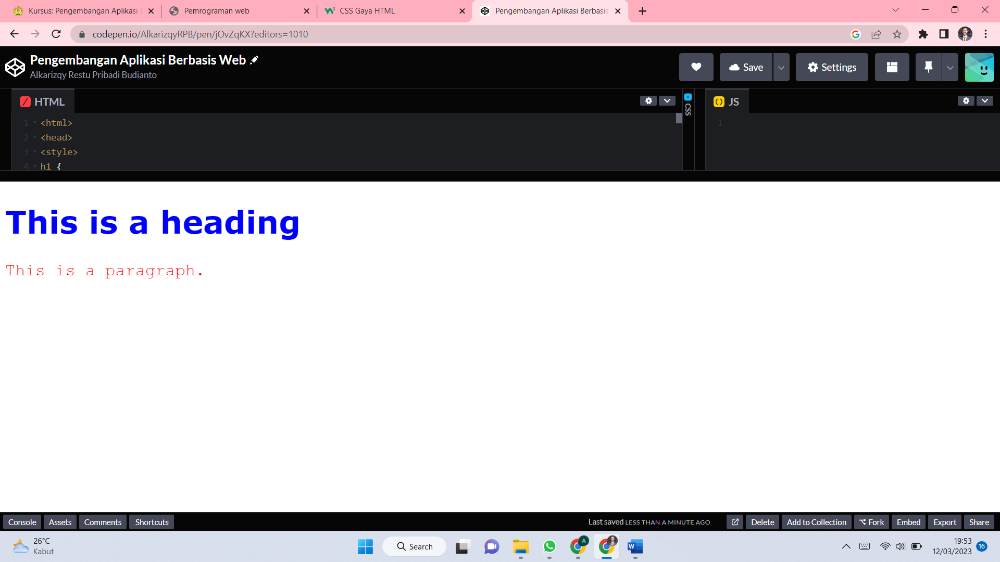 Kursus: Pengembangan Aplikasi B
Pemrograman web
CSS Gaya HTML
Pengembangan Aplikasi Berbasis
codepen.io/AlkarizqyRPB/pen/jOvZqKX?editors=1010
Pengembangan Aplikasi Berbasis Web
Alkarizqy Restu Pribadi Budianto
Save
Settings
HTML
CSS
JS
1 <html>
2 <head>
3 <style>
4 h1 {
1
This is a heading
This is a paragraph.
Console Assets Comments Shortcuts
Last saved LESS THAN A MINUTE AGO
Delete Add to Collection Fork Embed Export Share
26°C
Kabut
Search
A
W
19:53
12/03/2023
16